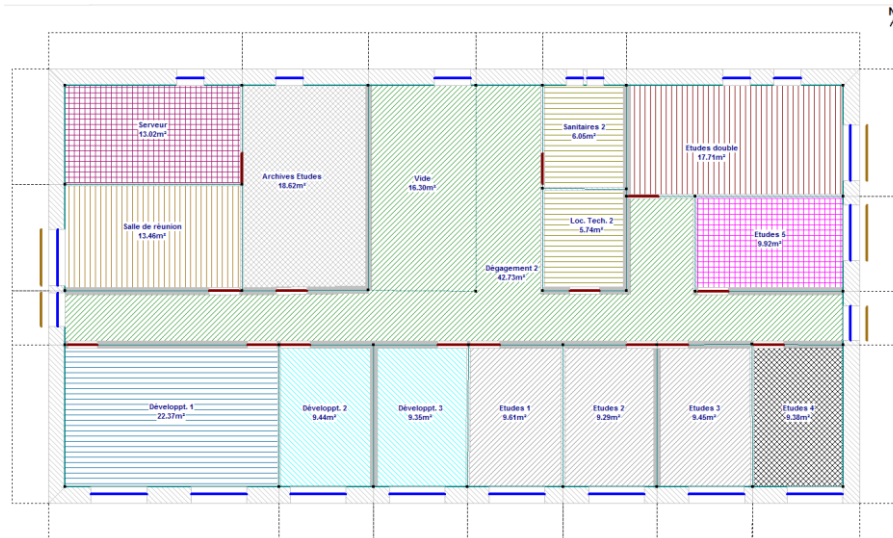 N
Serveur
13.02m²
Sanitaires 2
6.05m²
Etudes double
17.71m²
Archives Etudes
18.62m²
Vide
16.30m²
Salle de réunion
13.46m²
Loc. Tech. 2
5.74m²
Etudes 5
9.92m²
Dégagement 2
42.73m²
Développt. 1
22.37m²
Développt. 2
9.44m²
Développt. 3
9.35m²
Etudes 1
9.61m²
Etudes 2
9.29m²
Etudes 3
9.45m²
Etudes 4
9.38m²